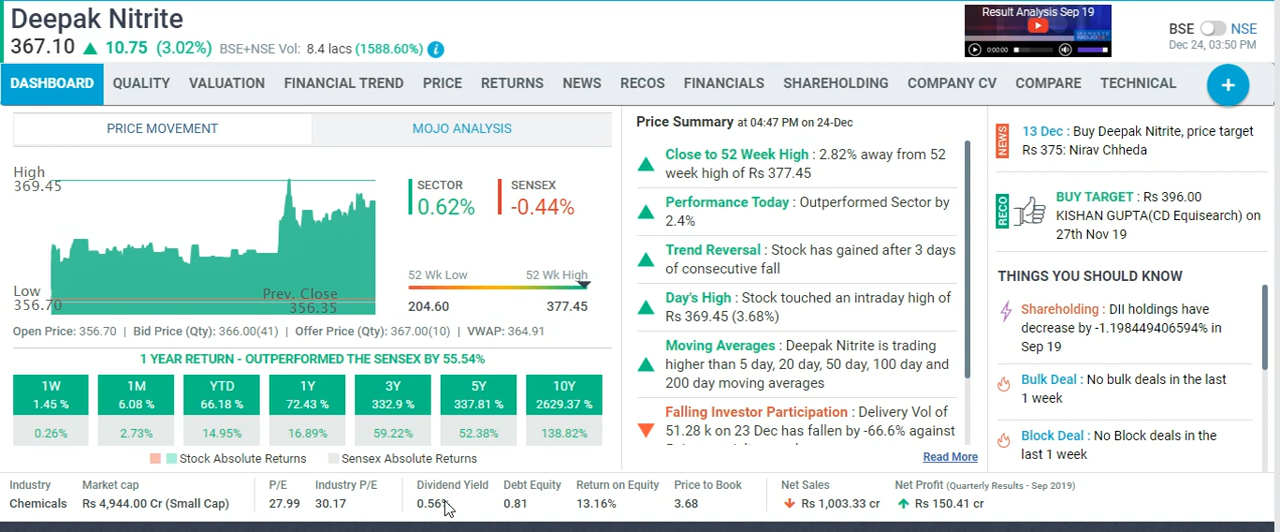 Deepak Nitrite
367.10 ▲ 10.75 (3.02%) BSE+NSE Vol: 8.4 lacs (1588.60%) i
Result Analysis Sep 19
MARKETS
MOJO
0:00:00
BSE NSE
Dec 24, 03:50 PM
DASHBOARD QUALITY VALUATION FINANCIAL TREND PRICE RETURNS NEWS RECOS FINANCIALS SHAREHOLDING COMPANY CV COMPARE TECHNICAL +
PRICE MOVEMENT MOJO ANALYSIS
High
369.45
Low
356.70
Prev. Close
356.35
SECTOR
0.62%
SENSEX
-0.44%
52 Wk Low 52 Wk High
204.60 377.45
Open Price: 356.70 | Bid Price (Qty): 366.00(41) | Offer Price (Qty): 367.00(10) | VWAP: 364.91
1 YEAR RETURN - OUTPERFORMED THE SENSEX BY 55.54%
1W 1M YTD 1Y 3Y 5Y 10Y
1.45 % 6.08 % 66.18 % 72.43 % 332.9 % 337.81 % 2629.37 %
0.26% 2.73% 14.95% 16.89% 59.22% 52.38% 138.82%
Stock Absolute Returns Sensex Absolute Returns
Price Summary at 04:47 PM on 24-Dec
Close to 52 Week High : 2.82% away from 52
week high of Rs 377.45
Performance Today : Outperformed Sector by
2.4%
Trend Reversal : Stock has gained after 3 days
of consecutive fall
Day's High : Stock touched an intraday high of
Rs 369.45 (3.68%)
Moving Averages : Deepak Nitrite is trading
higher than 5 day, 20 day, 50 day, 100 day and
200 day moving averages
Falling Investor Participation : Delivery Vol of
51.28 k on 23 Dec has fallen by -66.6% against
Read More
NEWS
13 Dec : Buy Deepak Nitrite, price target
Rs 375: Nirav Chheda
RECO
BUY TARGET : Rs 396.00
KISHAN GUPTA(CD Equisearch) on
27th Nov 19
THINGS YOU SHOULD KNOW
Shareholding : DII holdings have
decrease by -1.198449406594% in
Sep 19
Bulk Deal : No bulk deals in the last
1 week
Block Deal : No Block deals in the
last 1 week
Industry Market cap P/E Industry P/E Dividend Yield Debt Equity Return on Equity Price to Book Net Sales Net Profit (Quarterly Results - Sep 2019)
Chemicals Rs 4,944.00 Cr (Small Cap) 27.99 30.17 0.56% 0.81 13.16% 3.68 Rs 1,003.33 cr Rs 150.41 cr